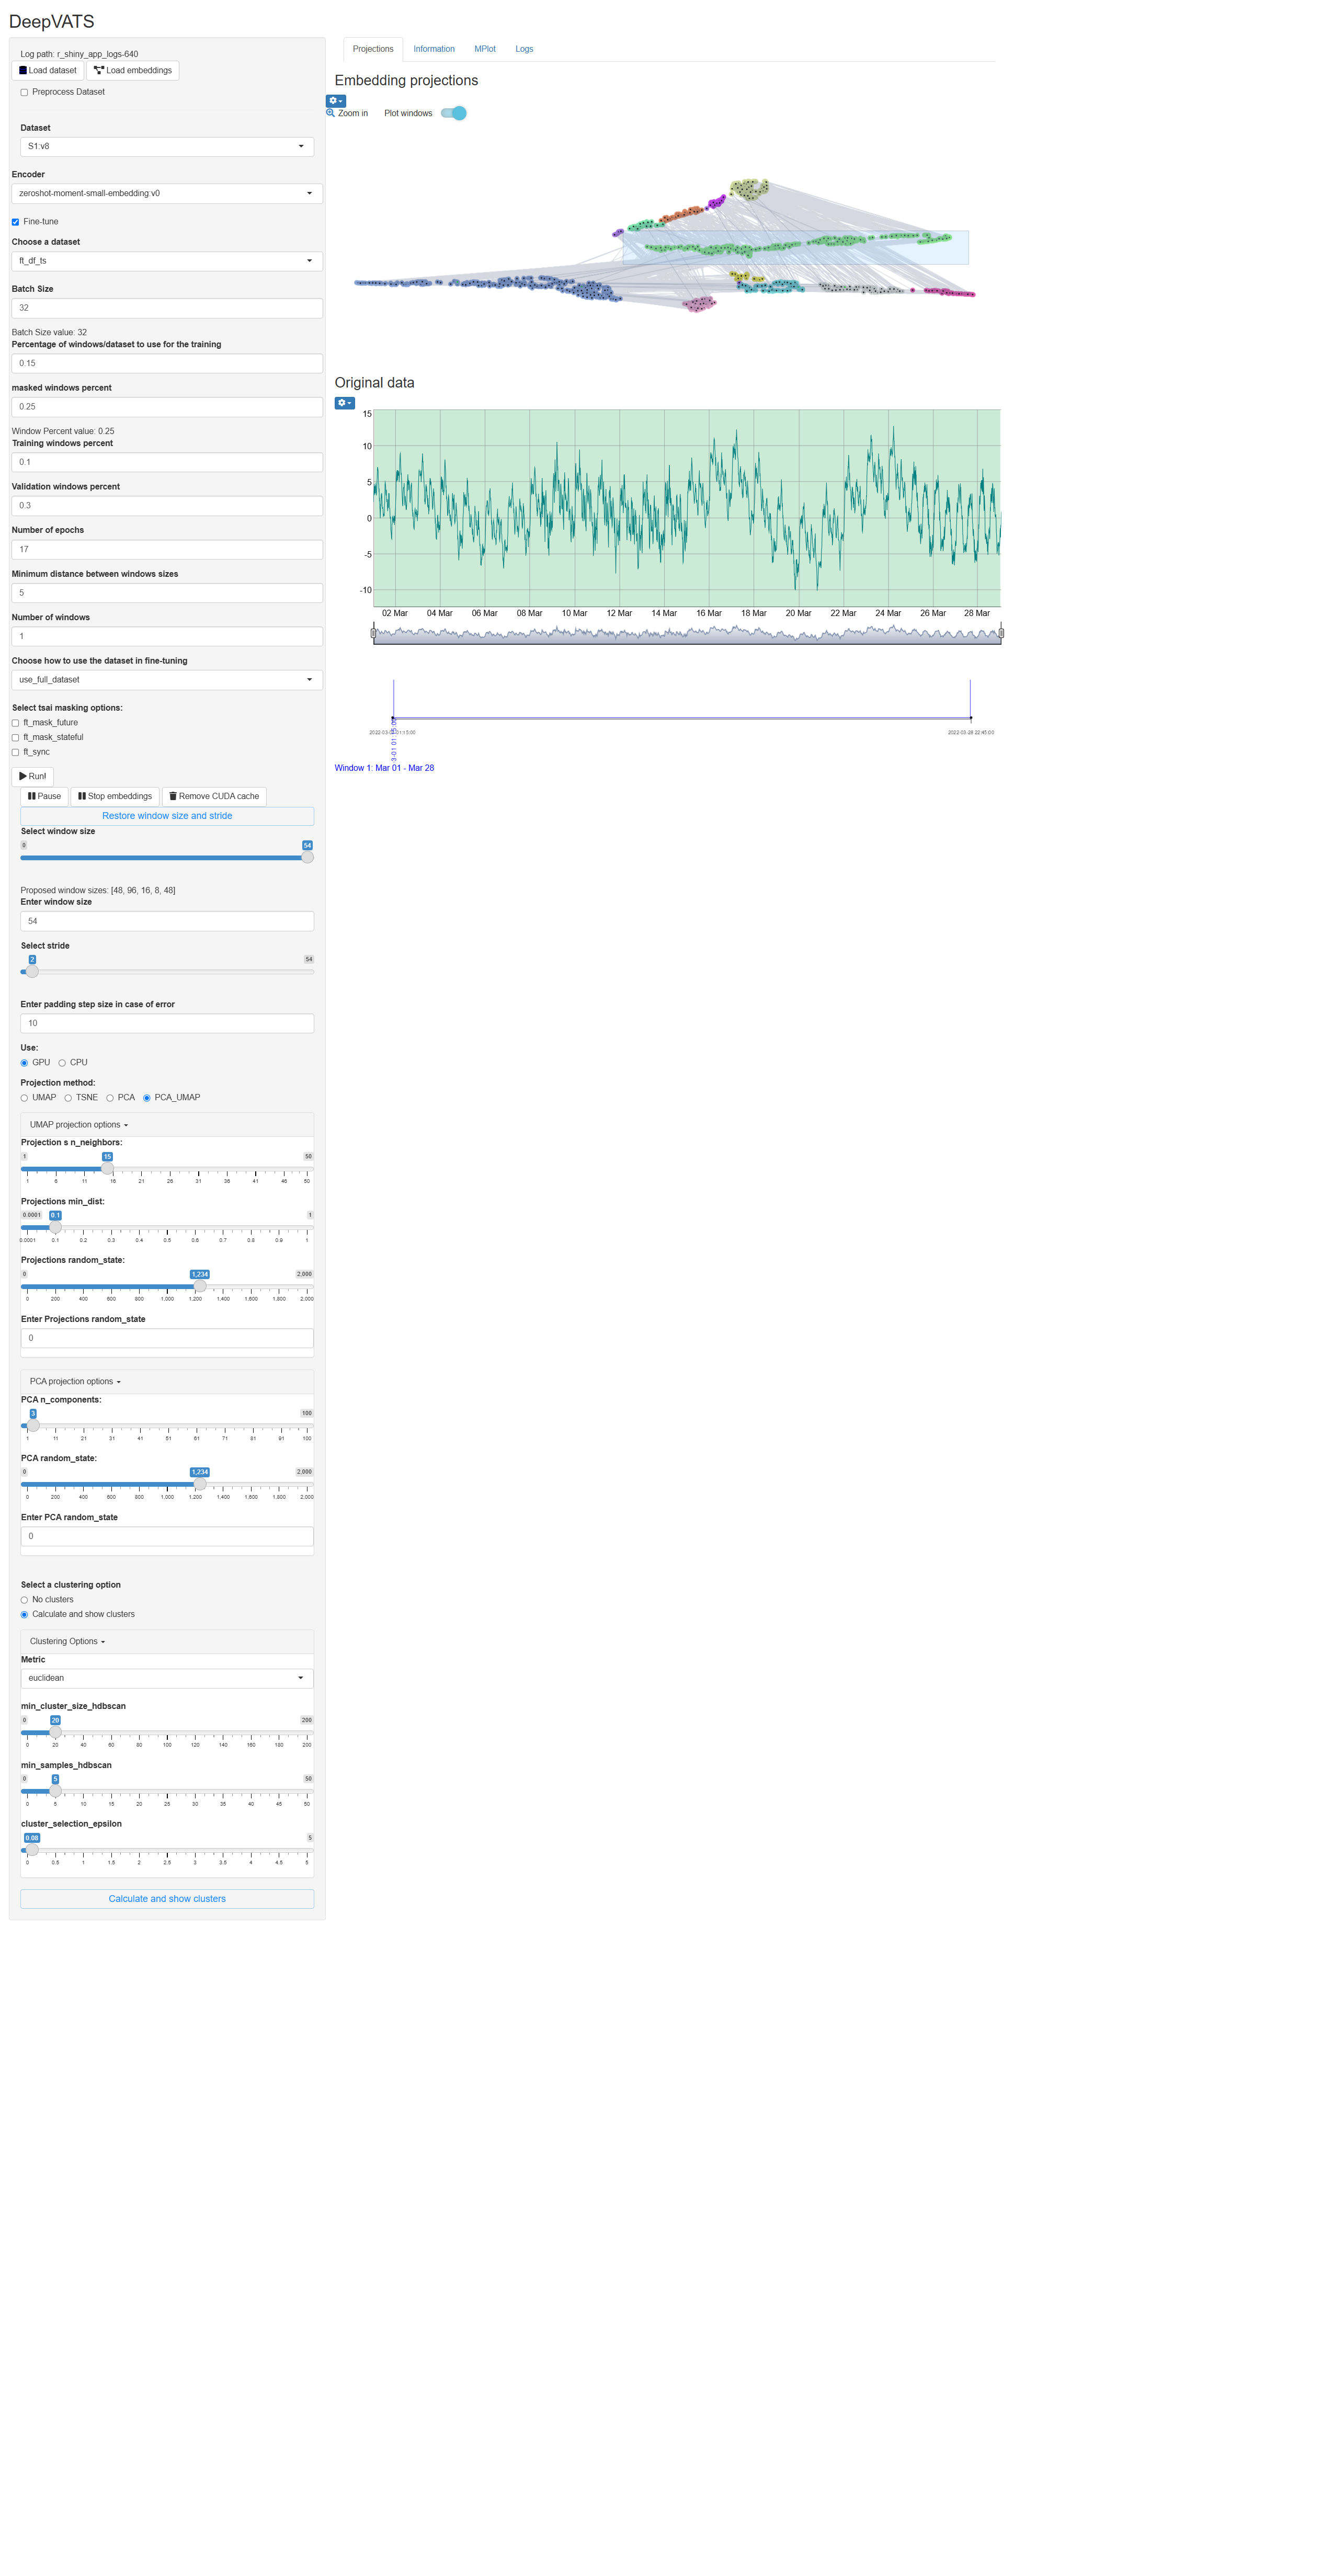 DeepVATS
Log path: r_shiny_app_logs-640
Load dataset Load embeddings
Preprocess Dataset
Dataset
S1:v8
Encoder
zeroshot-moment-small-embedding:v0
Fine-tune
Choose a dataset
ft_df_ts
Batch Size
32
Batch Size value: 32
Percentage of windows/dataset to use for the training
0.15
masked windows percent
0.25
Window Percent value: 0.25
Training windows percent
0.1
Validation windows percent
0.3
Number of epochs
17
Minimum distance between windows sizes
5
Number of windows
1
Choose how to use the dataset in fine-tuning
use_full_dataset
Select tsai masking options:
ft_mask_future
ft_mask_stateful
ft_sync
Run!
Pause Stop embeddings Remove CUDA cache
Restore window size and stride
Select window size
0 54
Proposed window sizes: [48, 96, 16, 8, 48]
Enter window size
54
Select stride
2 54
Enter padding step size in case of error
10
Use:
GPU CPU
Projection method:
UMAP TSNE PCA PCA_UMAP
UMAP projection options
Projection s n_neighbors:
1 15 50
1 6 11 16 21 26 31 36 41 46 50
Projections min_dist:
0.0001 0.1 1
0.0001 0.1 0.2 0.3 0.4 0.5 0.6 0.7 0.8 0.9 1
Projections random_state:
0 1,234 2,000
0 200 400 600 800 1,000 1,200 1,400 1,600 1,800 2,000
Enter Projections random_state
0
PCA projection options
PCA n_components:
3 100
1 11 21 31 41 51 61 71 81 91 100
PCA random_state:
0 1,234 2,000
0 200 400 600 800 1,000 1,200 1,400 1,600 1,800 2,000
Enter PCA random_state
0
Select a clustering option
No clusters
Calculate and show clusters
Clustering Options
Metric
euclidean
min_cluster_size_hdbscan
0 20 200
0 20 40 60 80 100 120 140 160 180 200
min_samples_hdbscan
0 5 50
0 5 10 15 20 25 30 35 40 45 50
cluster_selection_epsilon
0.08 5
0 0.5 1 1.5 2 2.5 3 3.5 4 4.5 5
Calculate and show clusters
Projections Information MPlot Logs
Embedding projections
Zoom in Plot windows
Original data
15
10
5
0
-5
-10
02 Mar 04 Mar 06 Mar 08 Mar 10 Mar 12 Mar 14 Mar 16 Mar 18 Mar 20 Mar 22 Mar 24 Mar 26 Mar 28 Mar
2022-03-01 01:15:00 2022-03-28 22:45:00
3-01 01:15:00
Window 1: Mar 01 - Mar 28